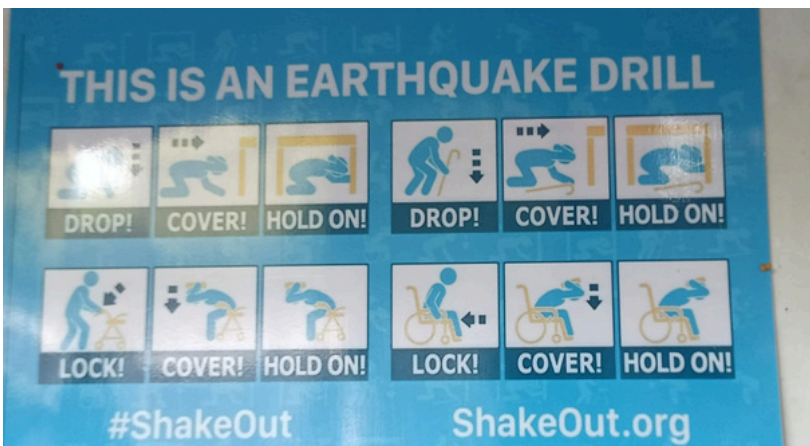 THIS IS AN EARTHQUAKE DRILL
DROP! COVER! HOLD ON! DROP! COVER! HOLD ON!
LOCK! COVER! HOLD ON! LOCK! COVER! HOLD ON!
#ShakeOut ShakeOut.org